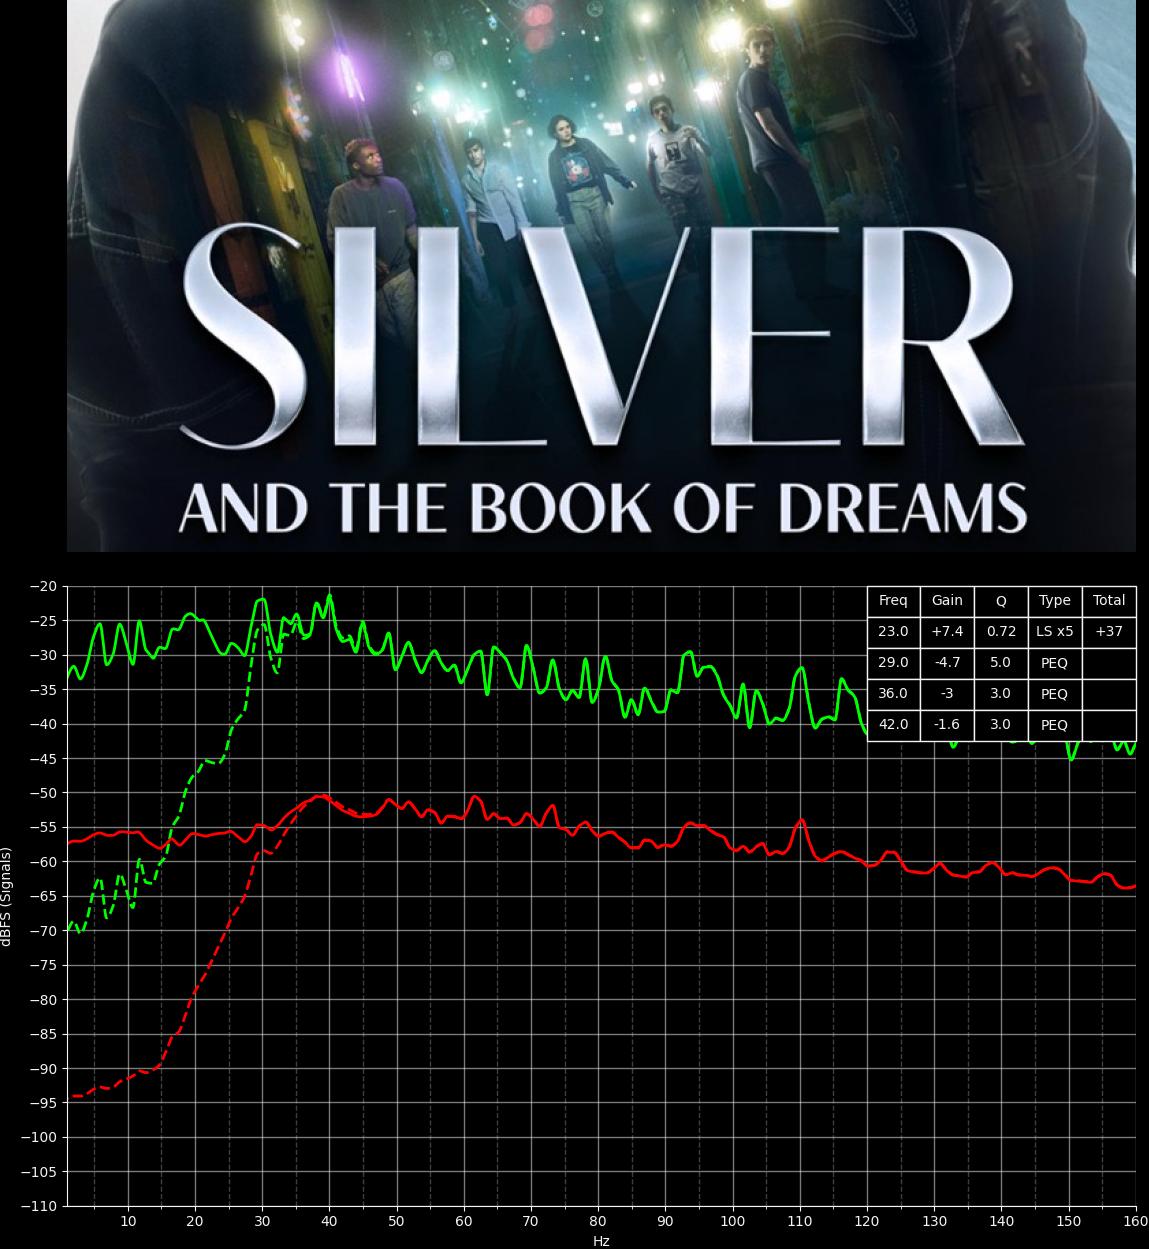 SILVER
AND THE BOOK OF DREAMS
−20
−25
−30
−35
−40
−45
−50
−55
−60
−65
−70
−75
−80
−85
−90
−95
−100
−105
−110
dBFS (Signals)
Freq Gain Q Type Total
23.0 +7.4 0.72 LS x5 +37
29.0 -4.7 5.0 PEQ
36.0 -3 3.0 PEQ
42.0 -1.6 3.0 PEQ
10 20 30 40 50 60 70 80 90 100 110 120 130 140 150 160
Hz